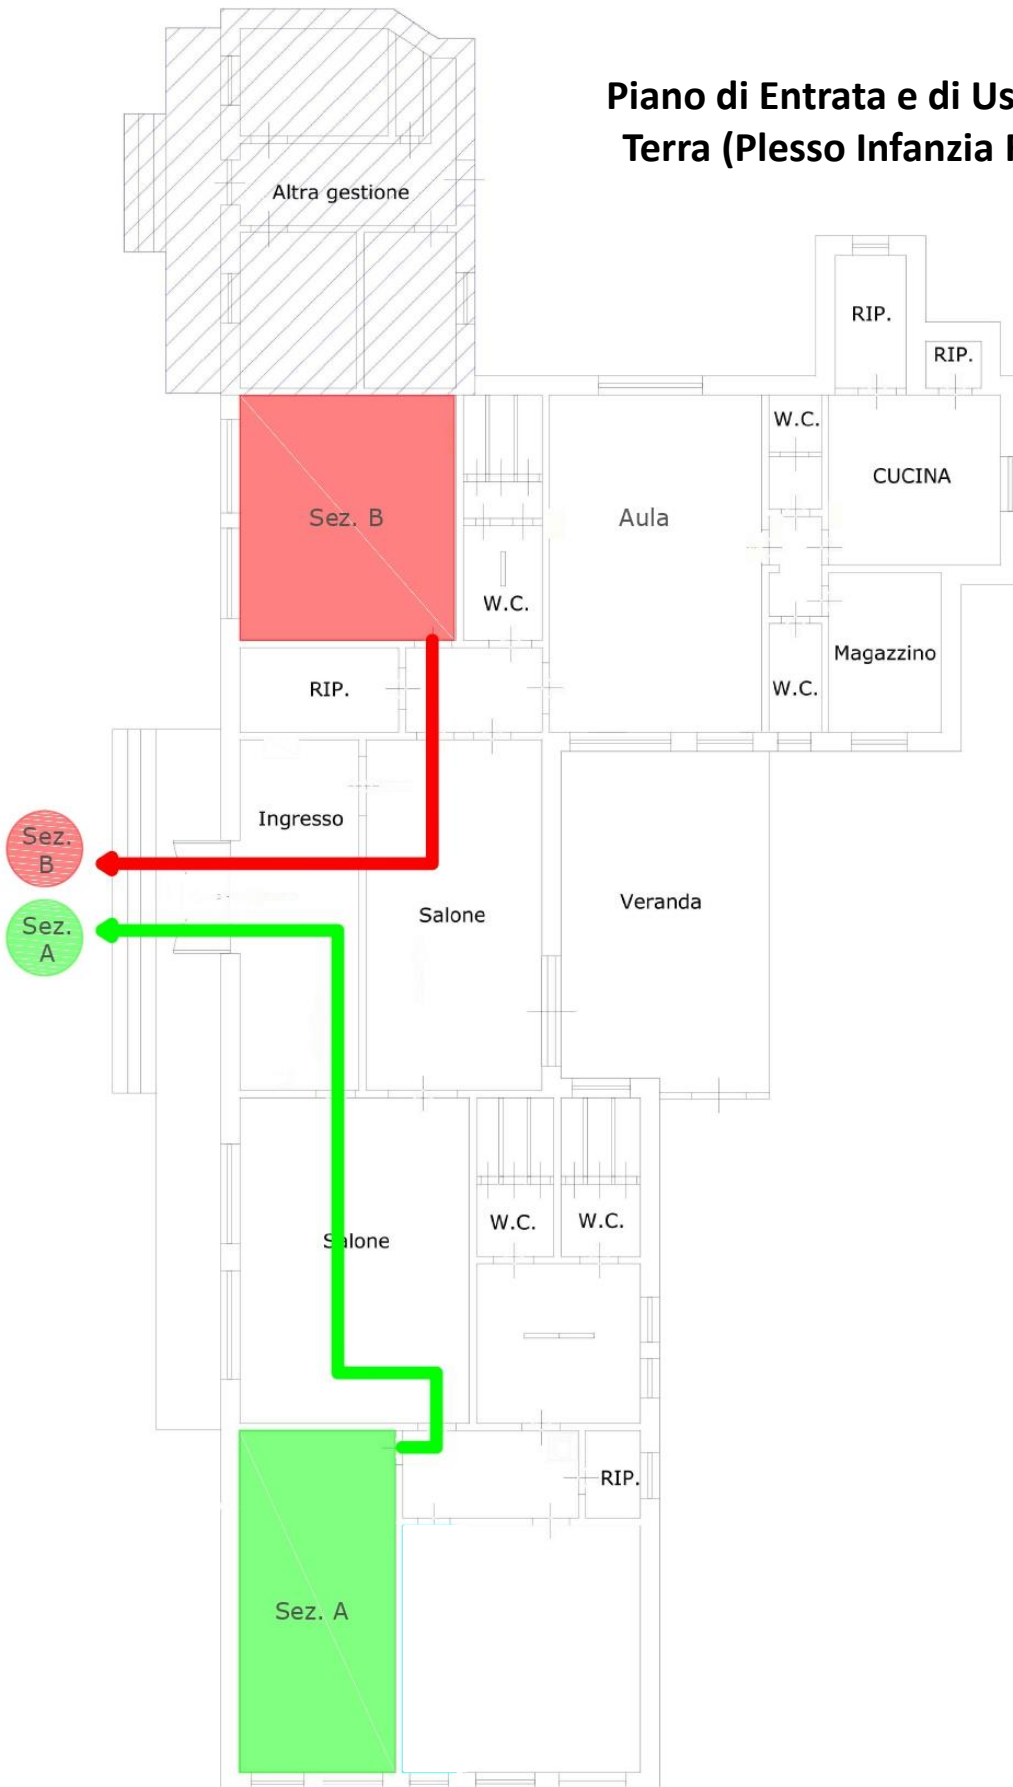 Piano di Entrata e di Us
Terra (Plesso Infanzia P
Altra gestione
RIP.
RIP.
W.C.
CUCINA
Sez. B
Aula
W.C.
Magazzino
RIP.
W.C.
Ingresso
Sez.
B
Veranda
Salone
Sez.
A
W.C.
W.C.
Salone
RIP.
Sez. A